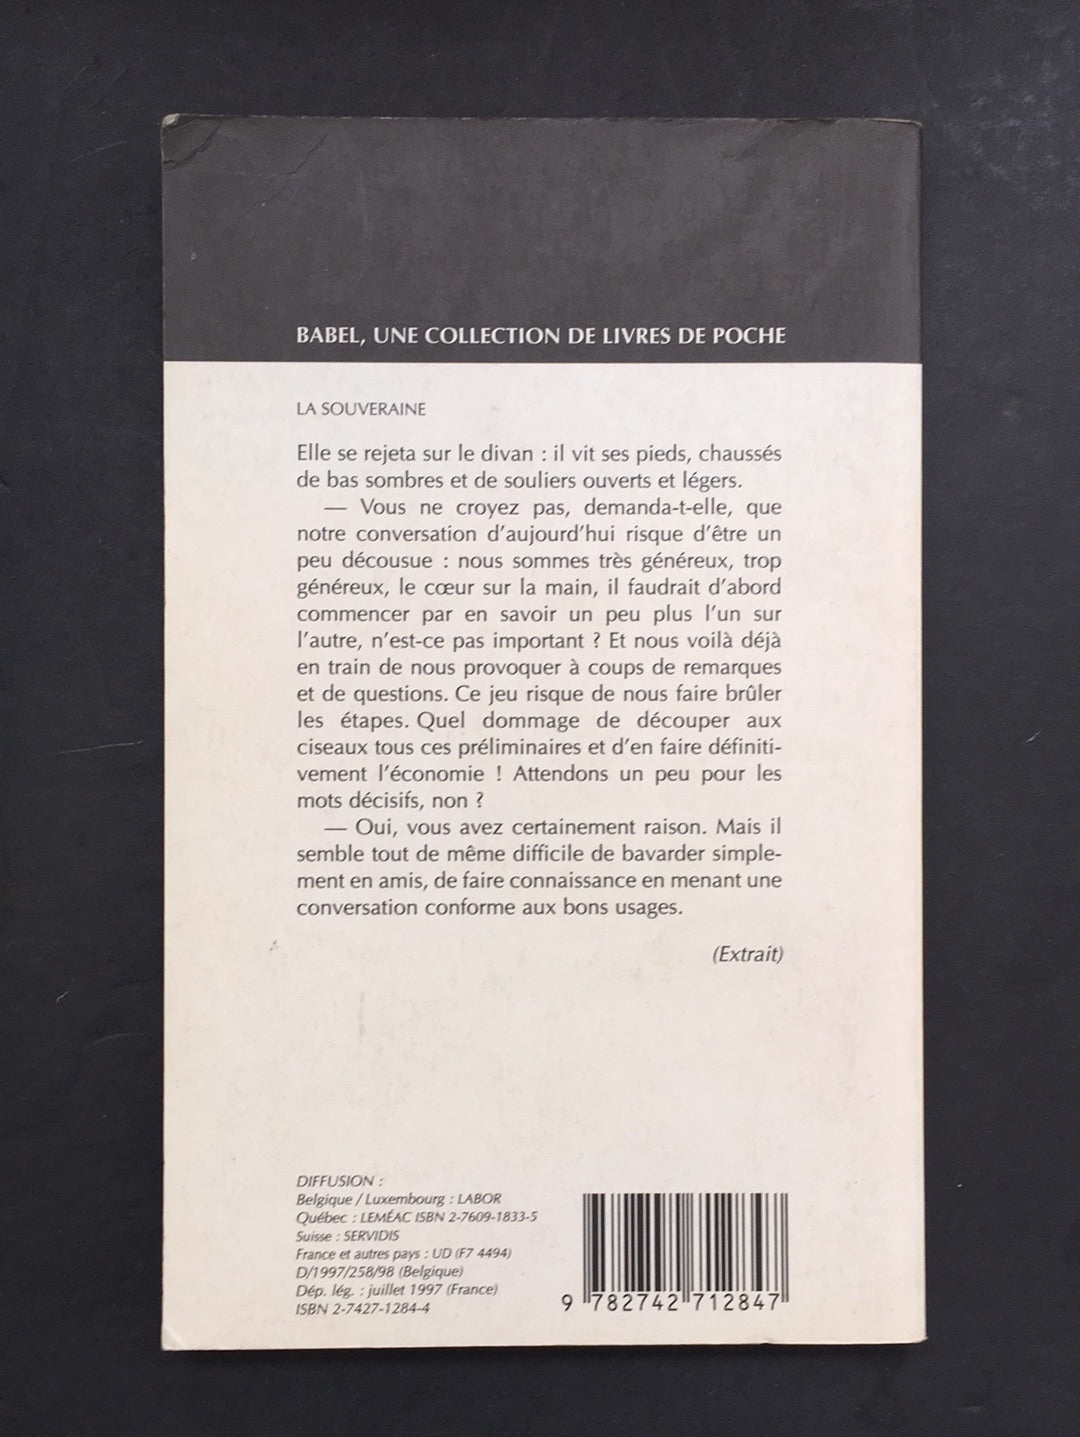 BABEL, UNE COLLECTION DE LIVRES DE POCHE
LA SOUVERAINE
Elle se rejeta sur le divan : il vit ses pieds, chaussés
de bas sombres et de souliers ouverts et légers.
— Vous ne croyez pas, demanda-t-elle, que
notre conversation d'aujourd'hui risque d'être un
peu décousue : nous sommes très généreux, trop
généreux, le cœur sur la main, il faudrait d'abord
commencer par en savoir un peu plus l'un sur
l'autre, n'est-ce pas important ? Et nous voilà déjà
en train de nous provoquer à coups de remarques
et de questions. Ce jeu risque de nous faire brûler
les étapes. Quel dommage de découper aux
ciseaux tous ces préliminaires et d'en faire définiti-
vement l'économie ! Attendons un peu pour les
mots décisifs, non ?
— Oui, vous avez certainement raison. Mais il
semble tout de même difficile de bavarder simple-
ment en amis, de faire connaissance en menant une
conversation conforme aux bons usages.
(Extrait)
DIFFUSION :
Belgique / Luxembourg : LABOR
Québec : LEMÉAC ISBN 2-7609-1833-5
Suisse : SERVIDIS
France et autres pays : UD (F7 4494)
D/1997/258/98 (Belgique)
Dép. lég. : juillet 1997 (France)
ISBN 2-7427-1284-4
9 782742 712847